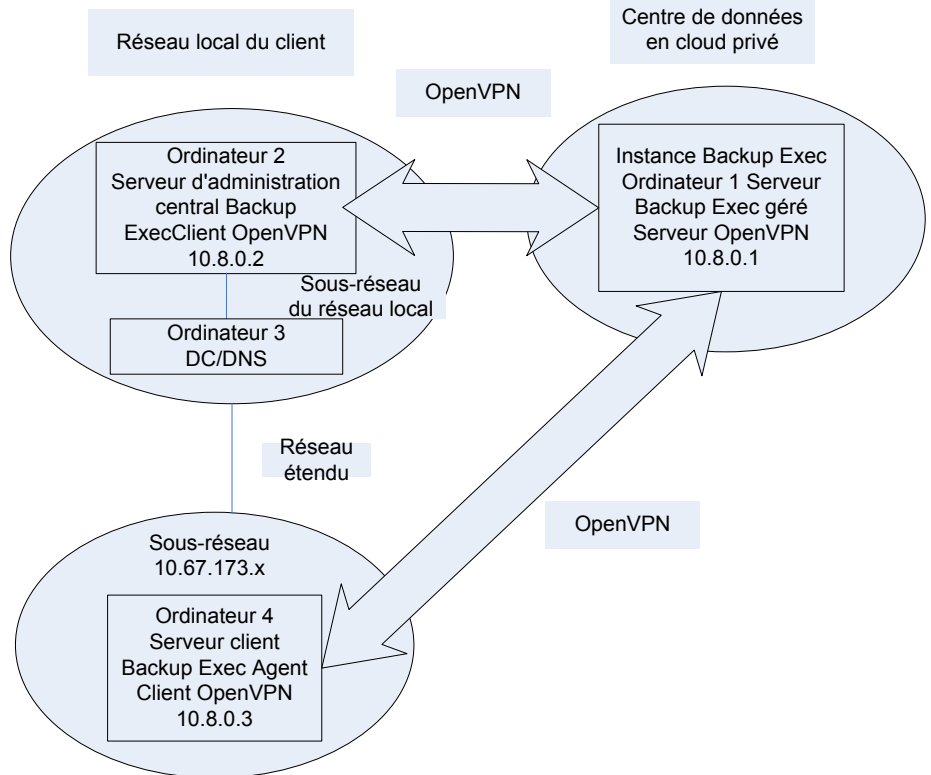 Réseau local du client
Centre de données
en cloud privé
OpenVPN
Ordinateur 2
Serveur d'administration
central Backup
ExecClient OpenVPN
10.8.0.2
Instance Backup Exec
Ordinateur 1 Serveur
Backup Exec géré
Serveur OpenVPN
10.8.0.1
Sous-réseau
du réseau local
Ordinateur 3
DC/DNS
Réseau
étendu
OpenVPN
Sous-réseau
10.67.173.x
Ordinateur 4
Serveur client
Backup Exec Agent
Client OpenVPN
10.8.0.3